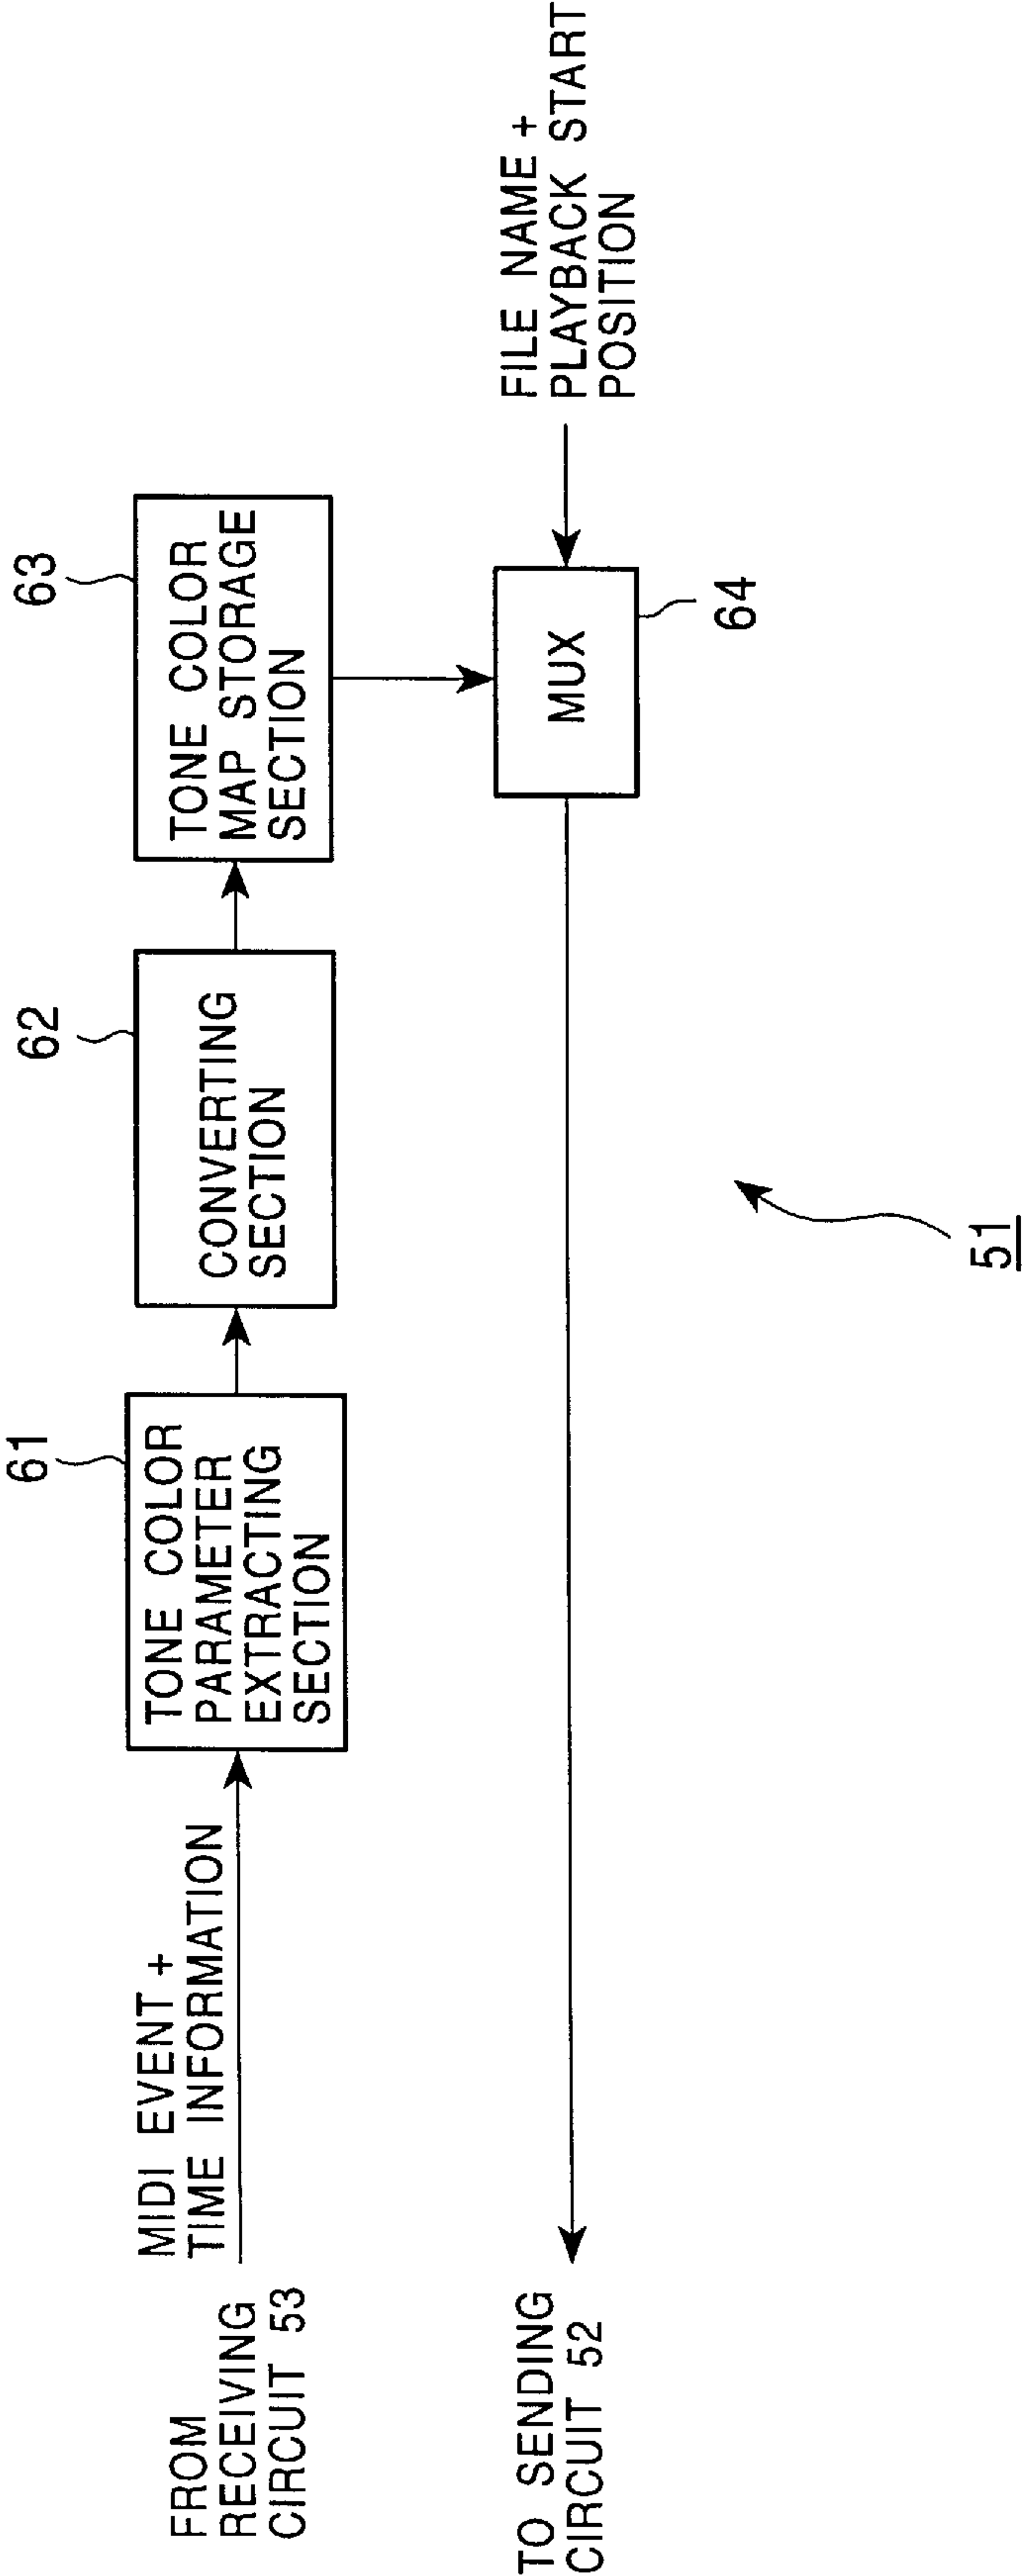 FROM
RECEIVING
CIRCUIT 53
MIDI EVENT +
TIME INFORMATION
61
TONE COLOR
PARAMETER
EXTRACTING
SECTION
62
CONVERTING
SECTION
63
TONE COLOR
MAP STORAGE
SECTION
TO SENDING
CIRCUIT 52
MUX
64
FILE NAME +
PLAYBACK START
POSITION
51